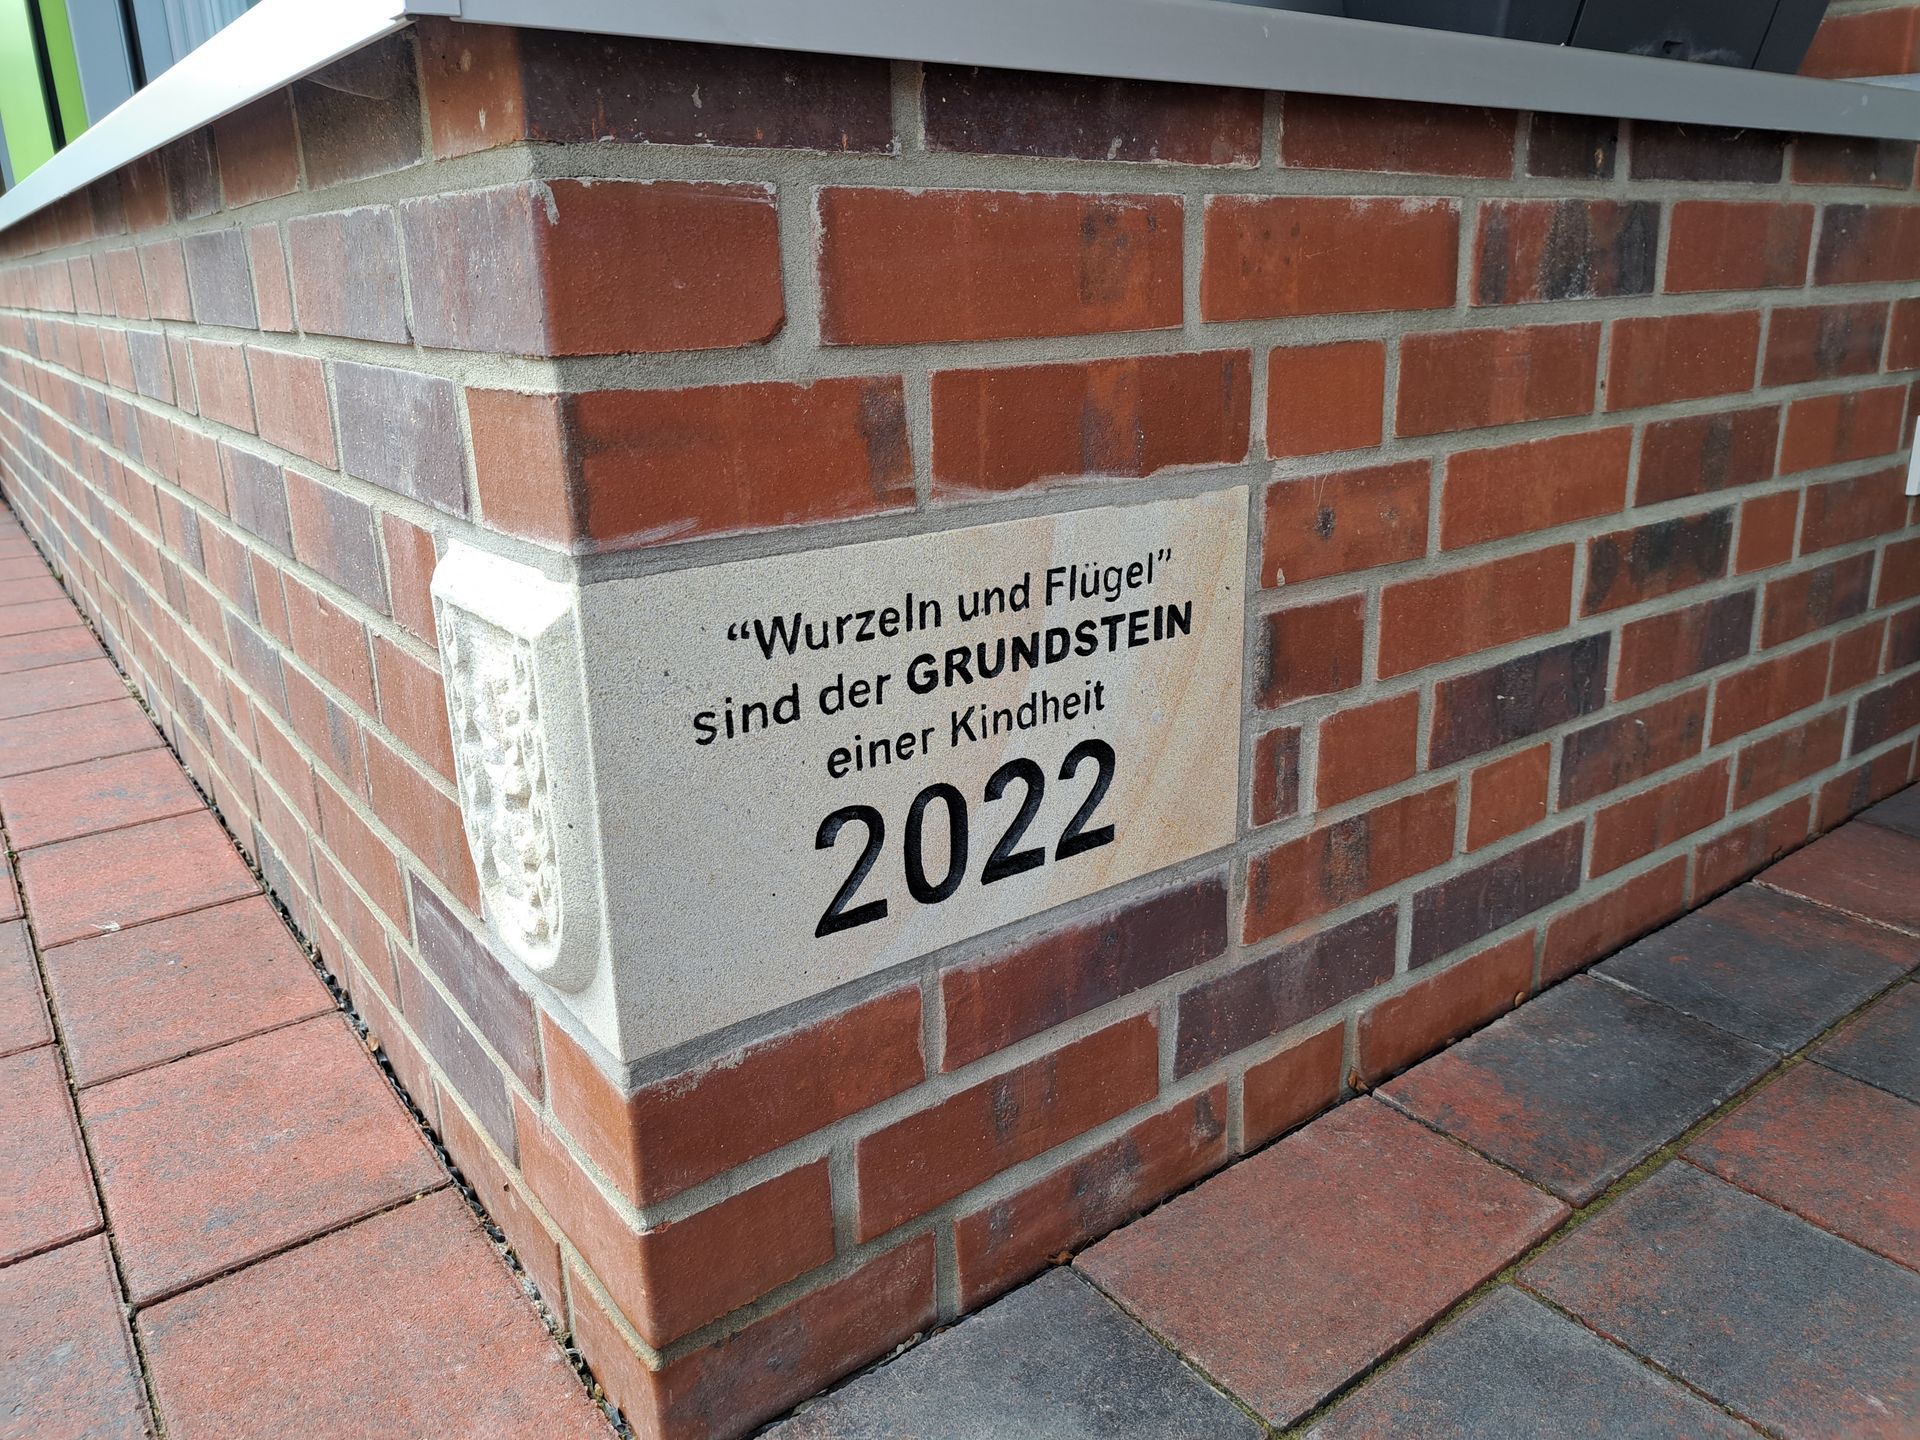 “Wurzeln und Flügel”
sind der GRUNDSTEIN
einer Kindheit
2022